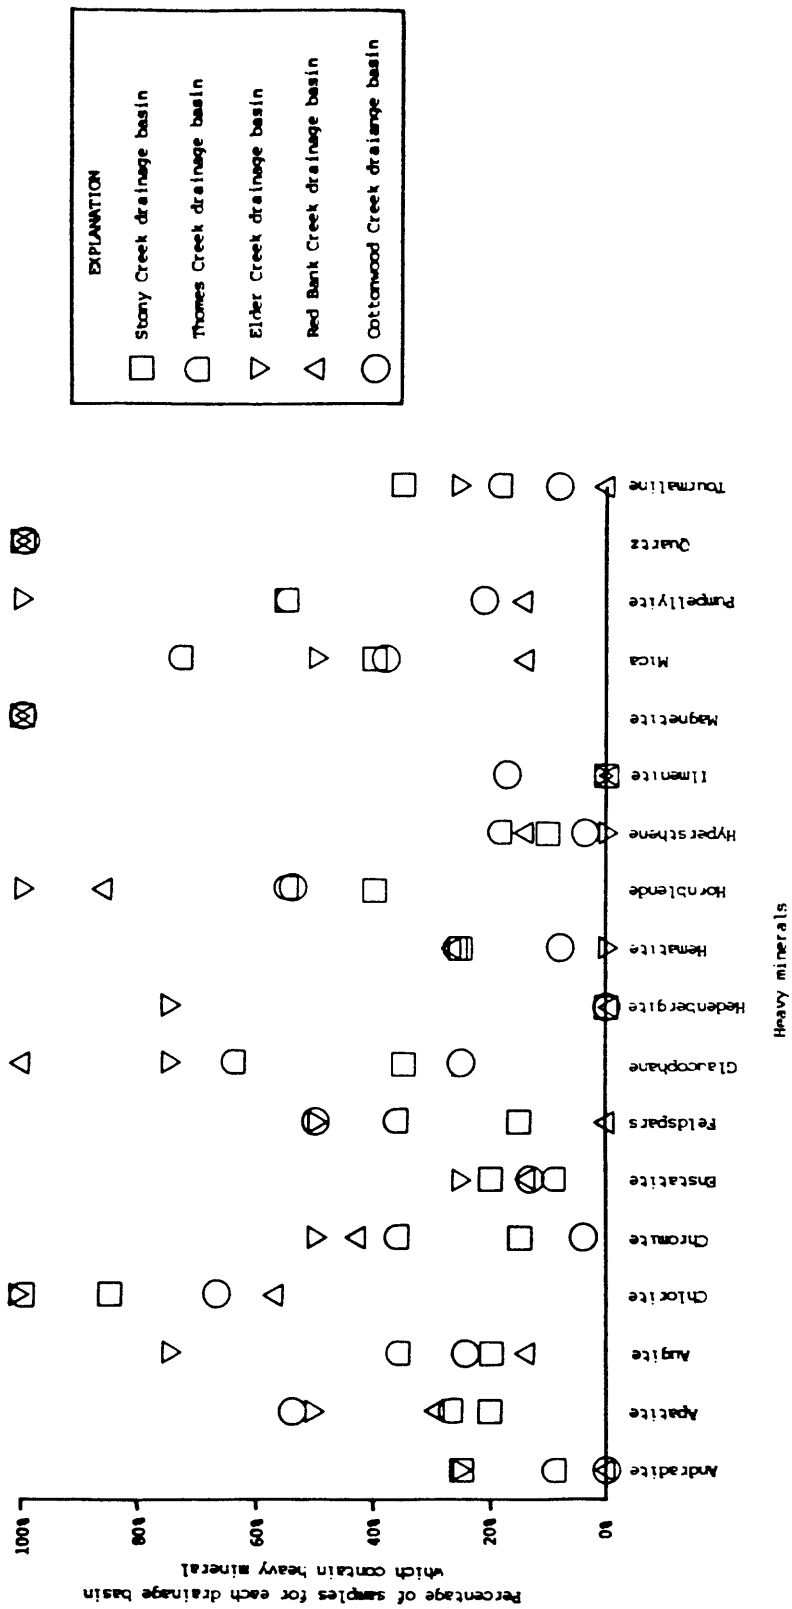 EXPLANATION
Stony Creek drainage basin
Thomes Creek drainage basin
Elder Creek drainage basin
Red Bank Creek drainage basin
Cottonwood Creek draiange basin
Percentage of samples for each drainage basin
which contain heavy mineral
100%
80%
60%
40%
20%
0%
Andradite
Apatite
Augite
Chlorite
Chromite
Enstatite
Feldspars
Glaucophane
Hedenbergite
Hematite
Hornblende
Hypersthene
Ilmenite
Magnetite
Mica
Pumpellyite
Quartz
Tourmaline
Heavy minerals